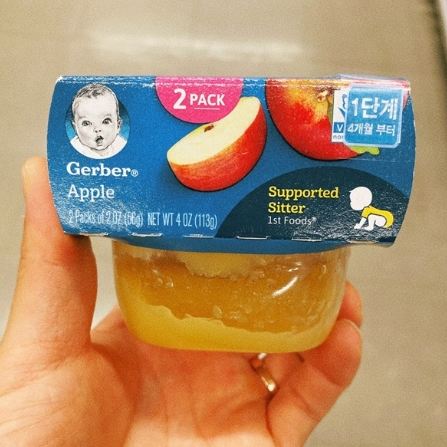 2 PACK
1단계
4개월 부터
Gerber®
Apple
Supported
Sitter
1st Foods®
2 Packs of 2 OZ (56g) NET WT 4 OZ (113g)